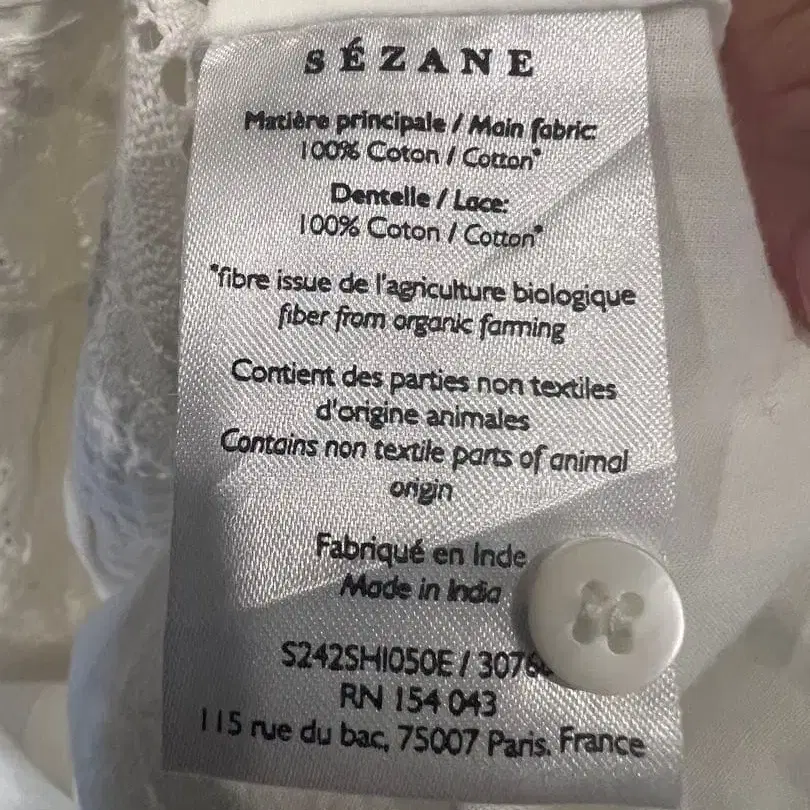 SÉZANE
Matière principale / Main fabric:
100% Coton / Cotton*
Dentelle / Lace:
100% Coton / Cotton*
*fibre issue de l'agriculture biologique
fiber from organic farming
Contient des parties non textiles
d'origine animales
Contains non textile parts of animal
origin
Fabriqué en Inde
Made in India
S242SHI050E /
RN 154 043
115 rue du bac, 75007 Paris. France